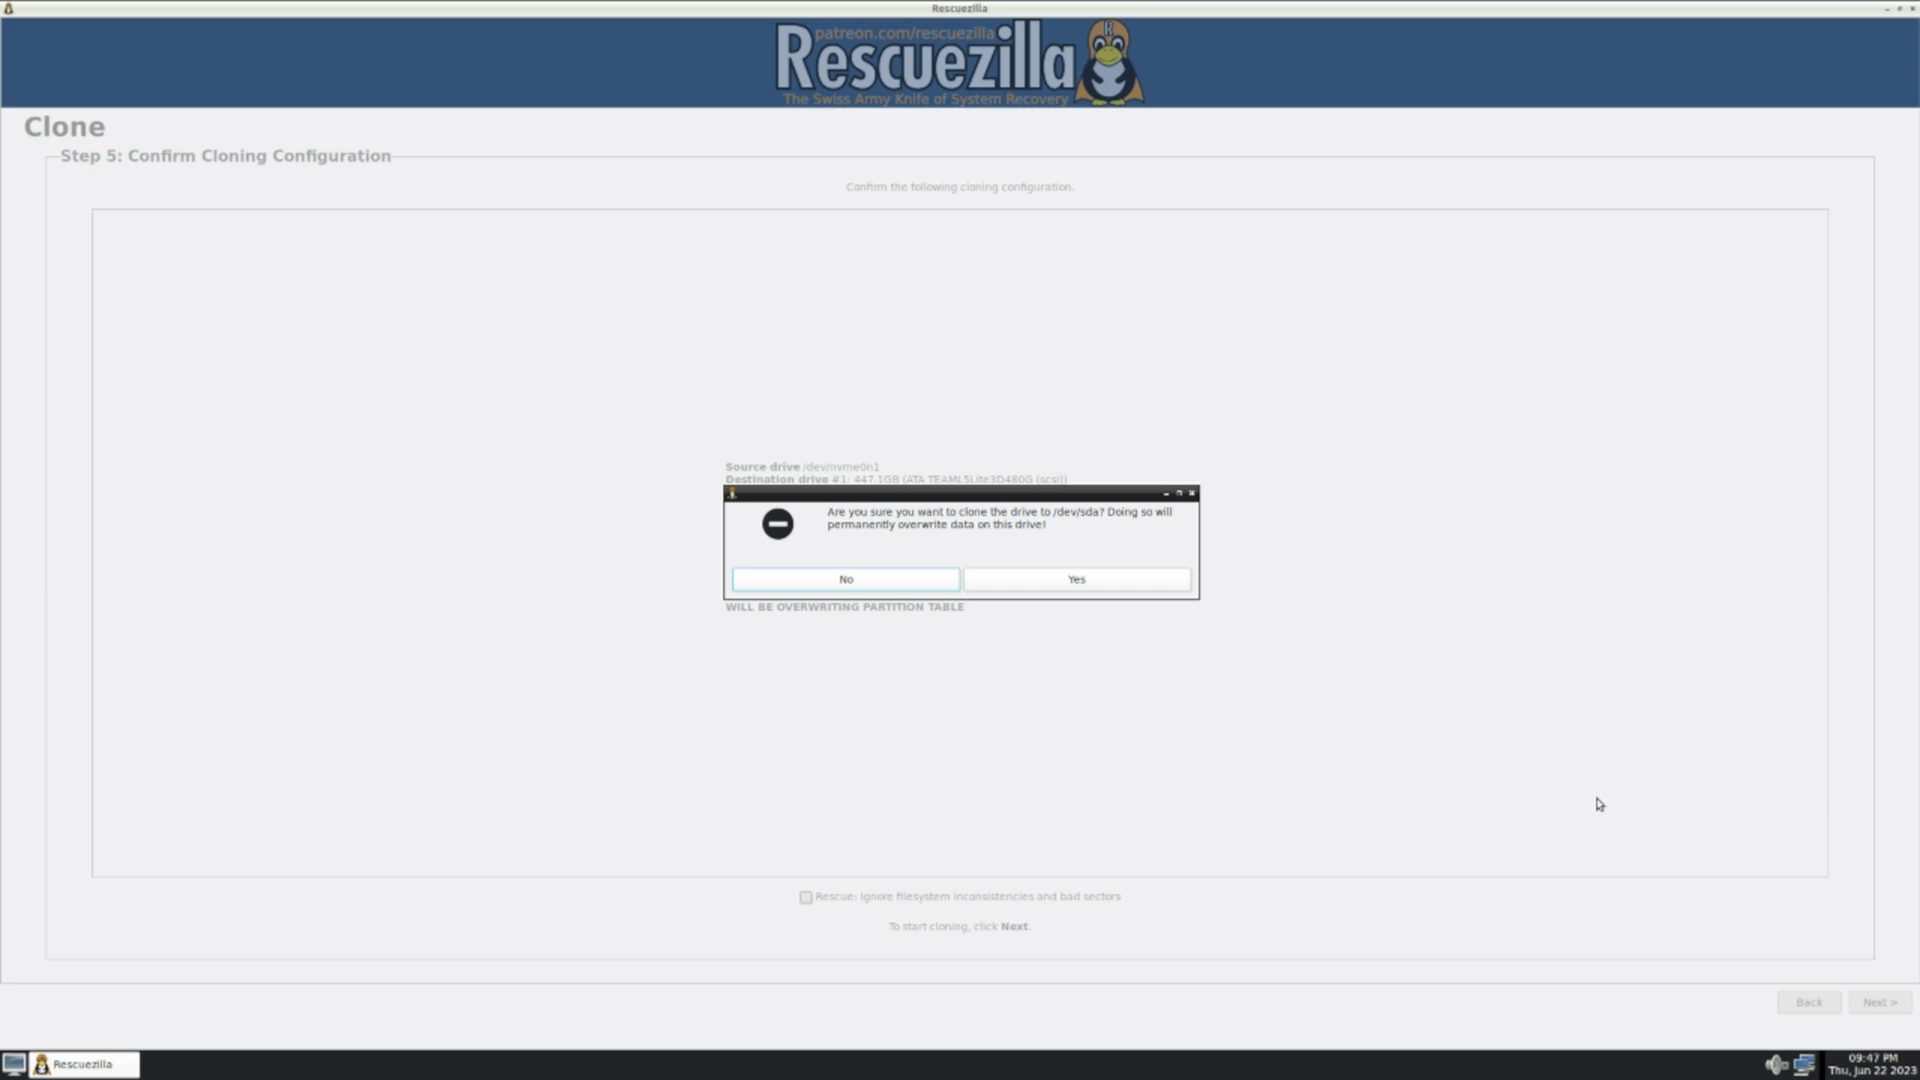 Rescuezilla
patreon.com/rescuezilla
Rescuezilla
The Swiss Army Knife of System Recovery
Clone
Step 5: Confirm Cloning Configuration
Confirm the following cloning configuration.
Source drive /dev/nvme0n1
Destination drive #1: 447.1GB (ATA TEAML5Lite3D480G (scsi))
Are you sure you want to clone the drive to /dev/sda? Doing so will
permanently overwrite data on this drive!
No
Yes
WILL BE OVERWRITING PARTITION TABLE
Rescue: Ignore filesystem inconsistencies and bad sectors
To start cloning, click Next.
Back
Next >
Rescuezilla
09:47 PM
Thu, Jun 22 2023